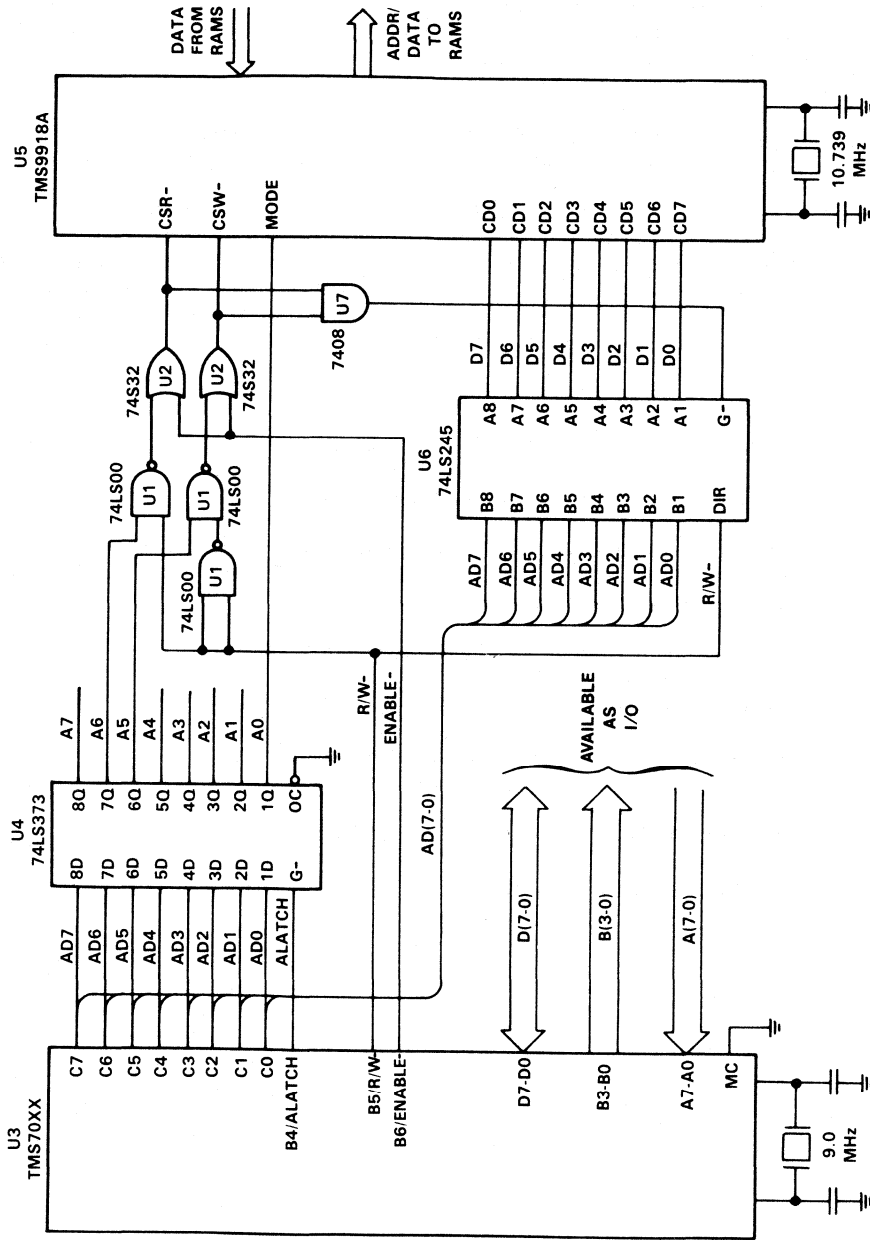 U3
TMS70XX
C7
C6
C5
C4
C3
C2
C1
C0
B4/ALATCH
B5/R/W-
B6/ENABLE-
D7-D0
B3-B0
A7-A0
MC
9.0
MHz
AD7
AD6
AD5
AD4
AD3
AD2
AD1
AD0
ALATCH
U4
74LS373
8D
7D
6D
5D
4D
3D
2D
1D
G-
8Q
7Q
6Q
5Q
4Q
3Q
2Q
1Q
OC
A7
A6
A5
A4
A3
A2
A1
A0
R/W-
ENABLE-
AD(7-0)
D(7-0)
B(3-0)
A(7-0)
AVAILABLE
AS
I/O
74LS00
U1
74LS00
U1
74LS00
U1
74S32
U2
U2
74S32
U7
7408
AD7
AD6
AD5
AD4
AD3
AD2
AD1
AD0
R/W-
U6
74LS245
B8
B7
B6
B5
B4
B3
B2
B1
DIR
A8
A7
A6
A5
A4
A3
A2
A1
G-
D7
D6
D5
D4
D3
D2
D1
D0
U5
TMS9918A
CSR-
CSW-
MODE
CD0
CD1
CD2
CD3
CD4
CD5
CD6
CD7
10.739
MHz
DATA
FROM
RAMS
ADDR/
DATA
TO
RAMS